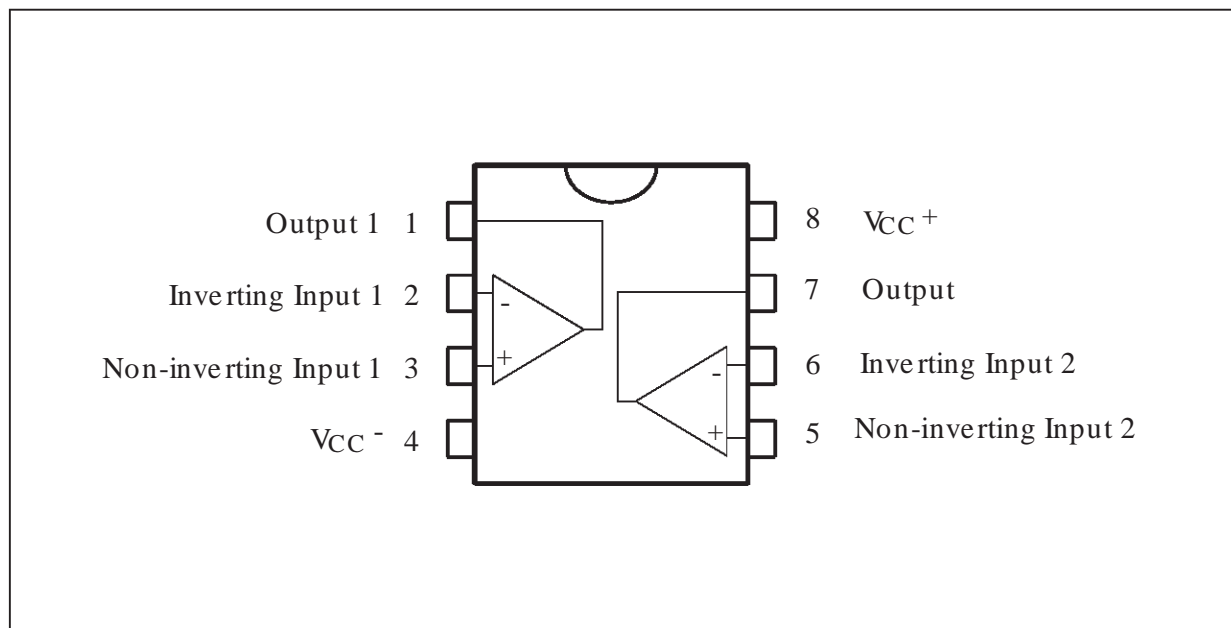 Output 1 1
Inverting Input 1 2
Non-inverting Input 1 3
VCC - 4
8 VCC +
7 Output
6 Inverting Input 2
5 Non-inverting Input 2
-
+
-
+